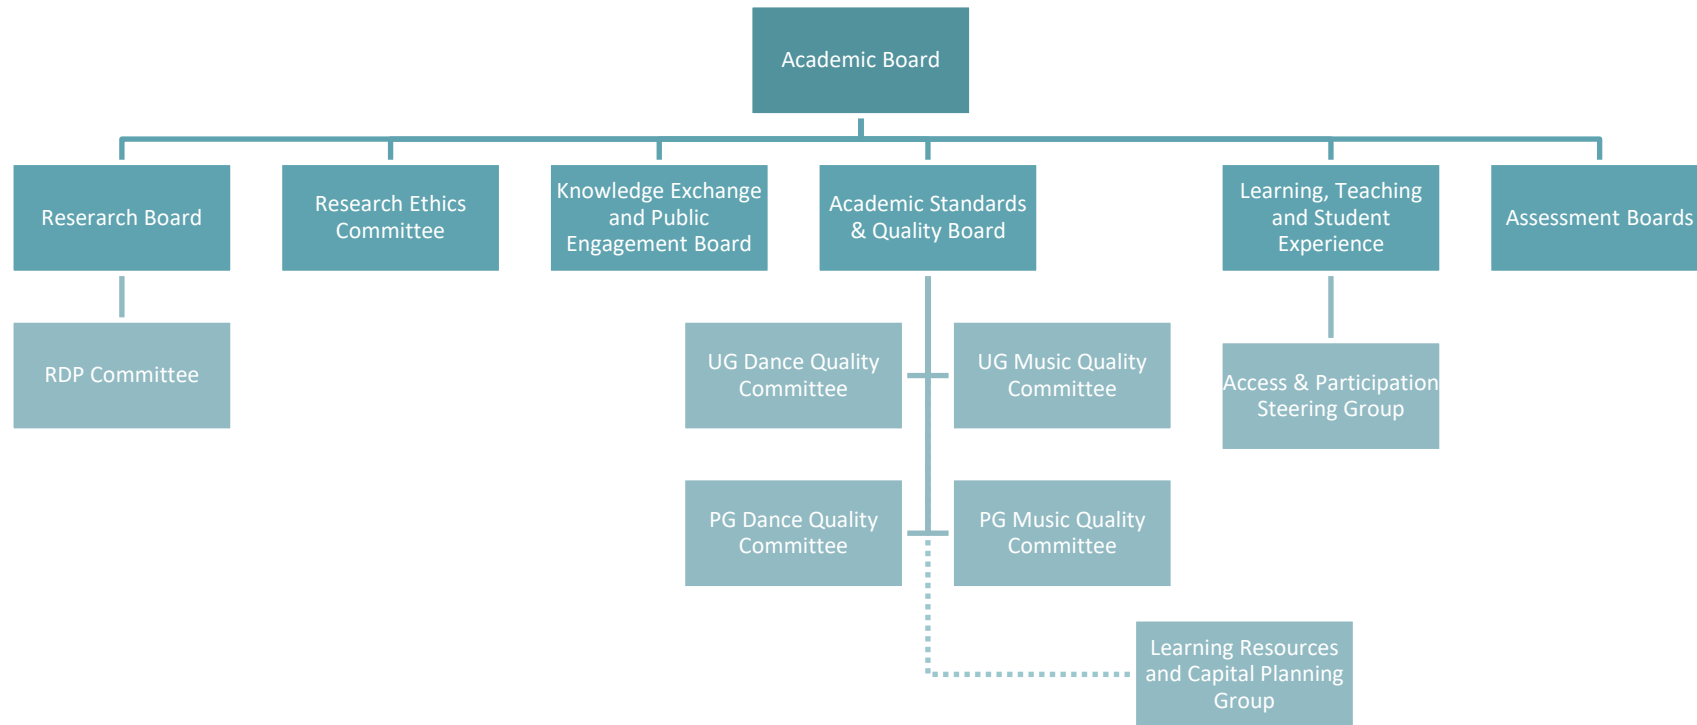 Academic Board
Reserarch Board
Research Ethics
Committee
Knowledge Exchange
and Public
Engagement Board
Academic Standards
& Quality Board
Learning, Teaching
and Student
Experience
Assessment Boards
RDP Committee
UG Dance Quality
Committee
UG Music Quality
Committee
Access & Participation
Steering Group
PG Dance Quality
Committee
PG Music Quality
Committee
Learning Resources
and Capital Planning
Group